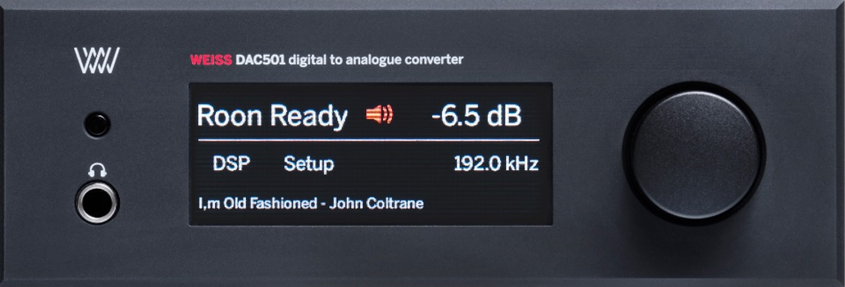 WEISS DAC501 digital to analogue converter
Roon Ready -6.5 dB
DSP Setup 192.0 kHz
I,m Old Fashioned - John Coltrane